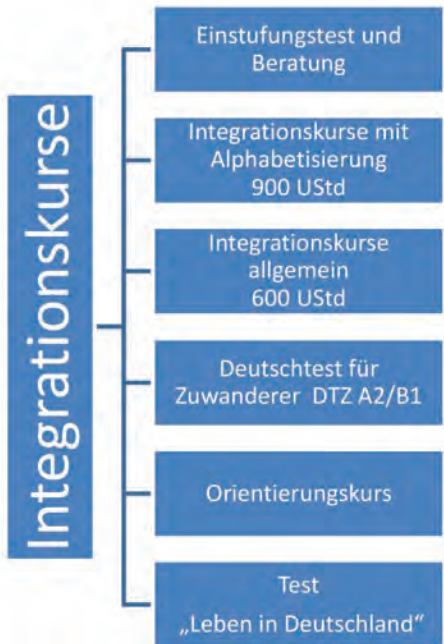 Integrationskurse
Einstufungstest und
Beratung
Integrationskurse mit
Alphabetisierung
900 UStd
Integrationskurse
allgemein
600 UStd
Deutschtest für
Zuwanderer DTZ A2/B1
Orientierungskurs
Test
„Leben in Deutschland“